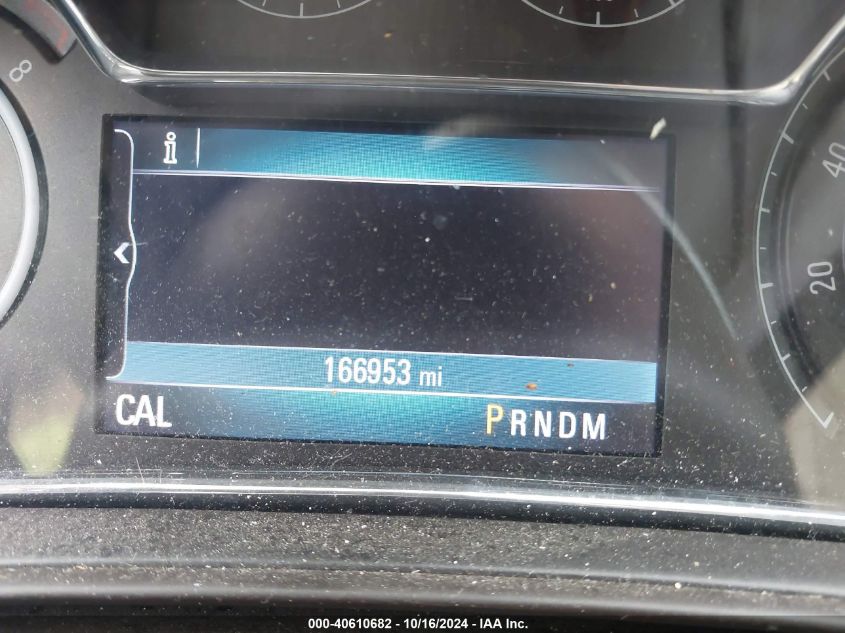 8
i
40
20
166953 mi
CAL
PRNDM
000-40610682 - 10/16/2024 - IAA Inc.